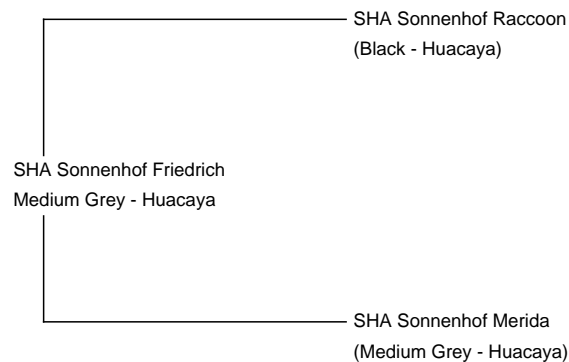 SHA Sonnenhof Raccoon
(Black - Huacaya)
SHA Sonnenhof Friedrich
Medium Grey - Huacaya
SHA Sonnenhof Merida
(Medium Grey - Huacaya)